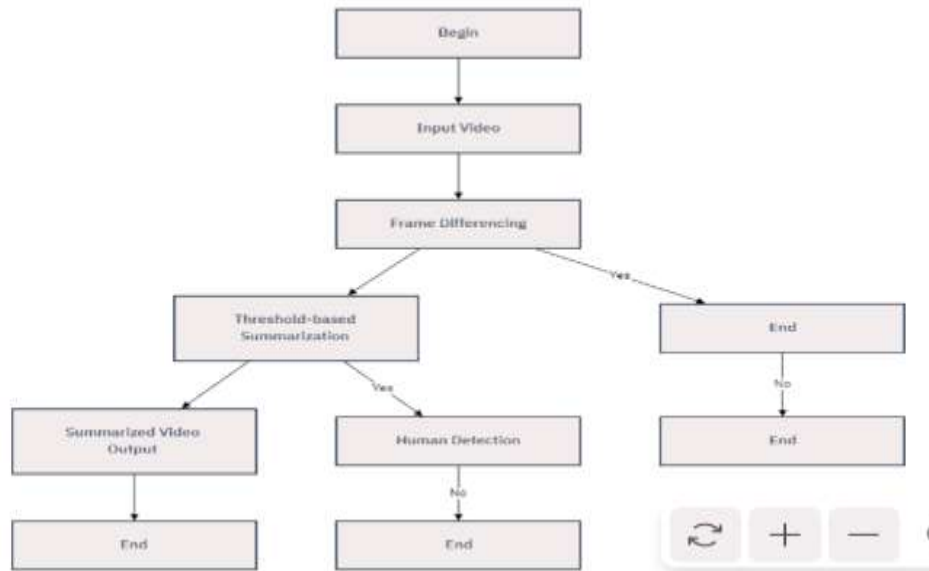 Begin
Input Video
Frame Differencing
Yes
Threshold-based
Summarization
End
Yes
No
Summarized Video
Output
Human Detection
End
No
End
End